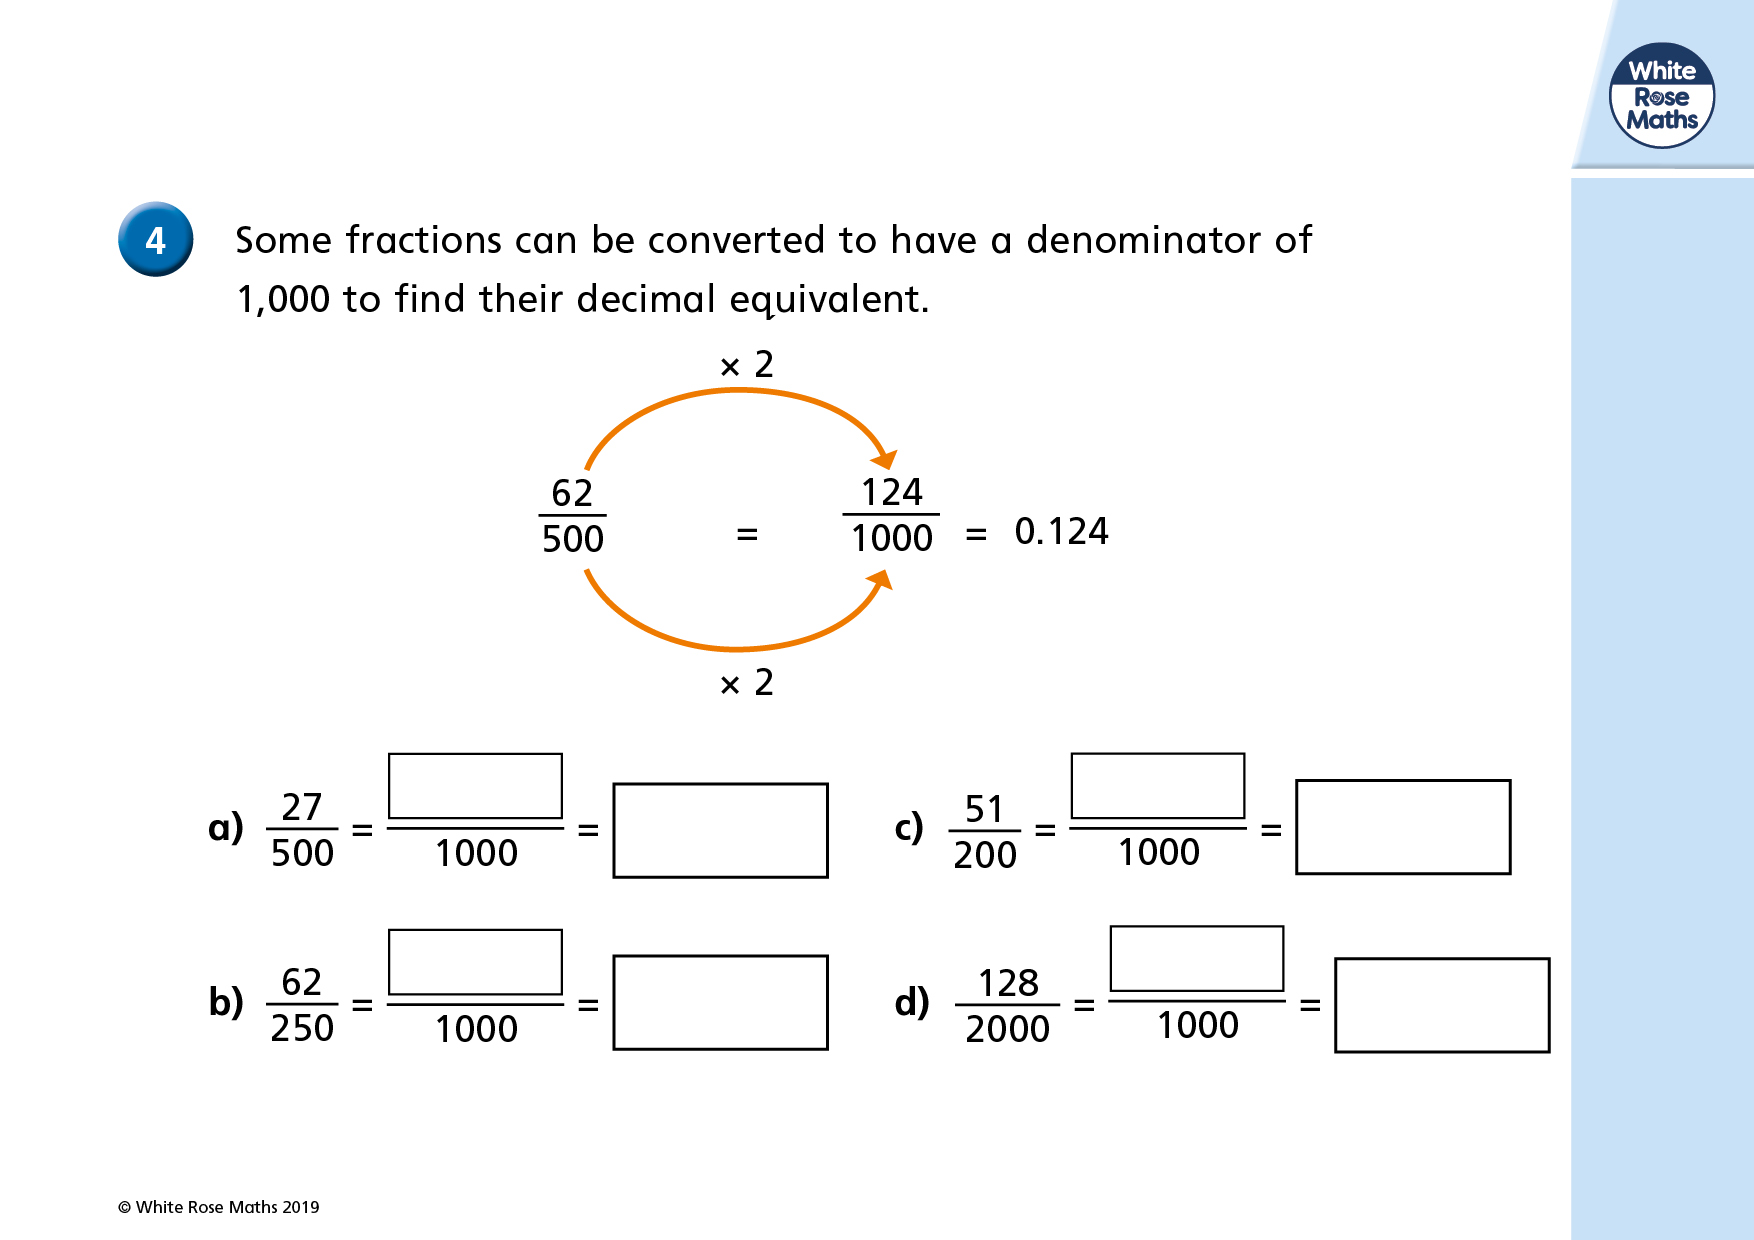 White
Rose
Maths
4 Some fractions can be converted to have a denominator of
1,000 to find their decimal equivalent.
× 2
62/500 = 124/1000 = 0.124
× 2
a) 27/500 = /1000 =
c) 51/200 = /1000 =
b) 62/250 = /1000 =
d) 128/2000 = /1000 =
© White Rose Maths 2019